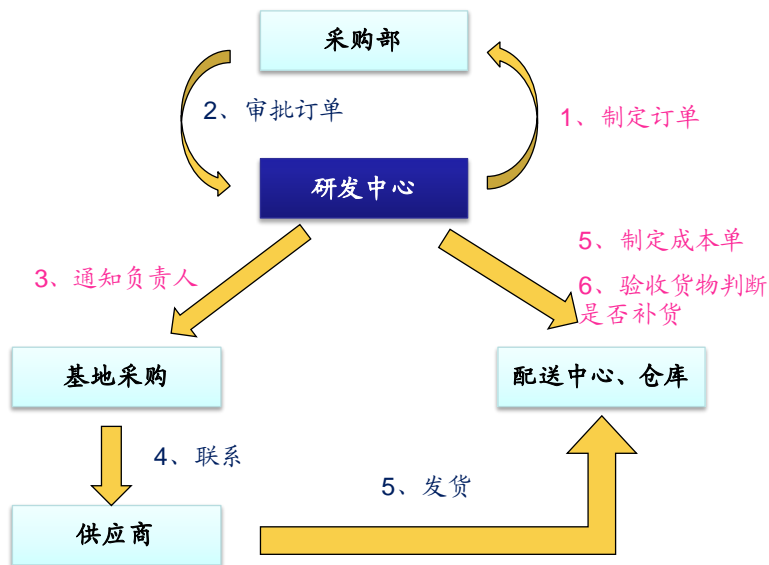 采购部
2、审批订单
1、制定订单
研发中心
5、制定成本单
3、通知负责人
6、验收货物判断
是否补货
基地采购
配送中心、仓库
4、联系
5、发货
供应商